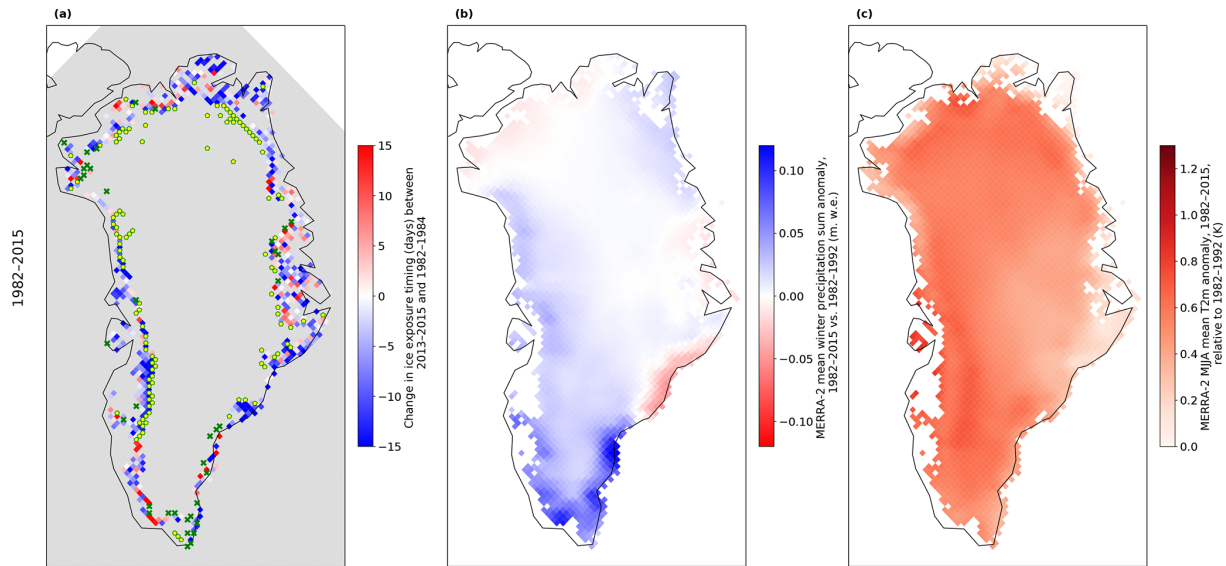 (a)
(b)
(c)
1982–2015
15
10
5
0
−5
−10
−15
Change in ice exposure timing (days) between
2013–2015 and 1982–1984
0.10
0.05
0.00
−0.05
−0.10
MERRA-2 mean winter precipitation sum anomaly,
1982–2015 vs. 1982–1992 (m. w.e.)
1.2
1.0
0.8
0.6
0.4
0.2
0.0
MERRA-2 MJJA mean T2m anomaly, 1982–2015,
relative to 1982–1992 (K)